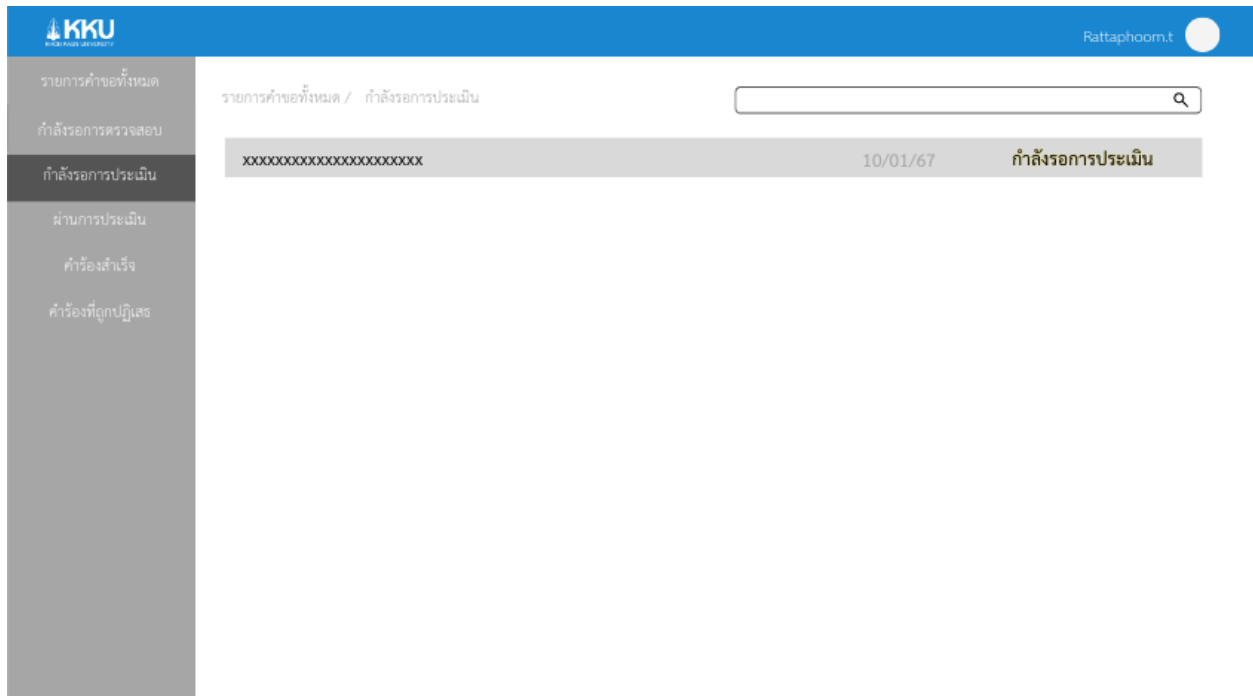 KKU
KHON KAEN UNIVERSITY
Rattaphoom.t
รายการคำขอทั้งหมด
กำลังรอการตรวจสอบ
กำลังรอการประเมิน
ผ่านการประเมิน
คำร้องสำเร็จ
คำร้องที่ถูกปฏิเสธ
รายการคำขอทั้งหมด / กำลังรอการประเมิน
xxxxxxxxxxxxxxxxxxxxxx 10/01/67 กำลังรอการประเมิน